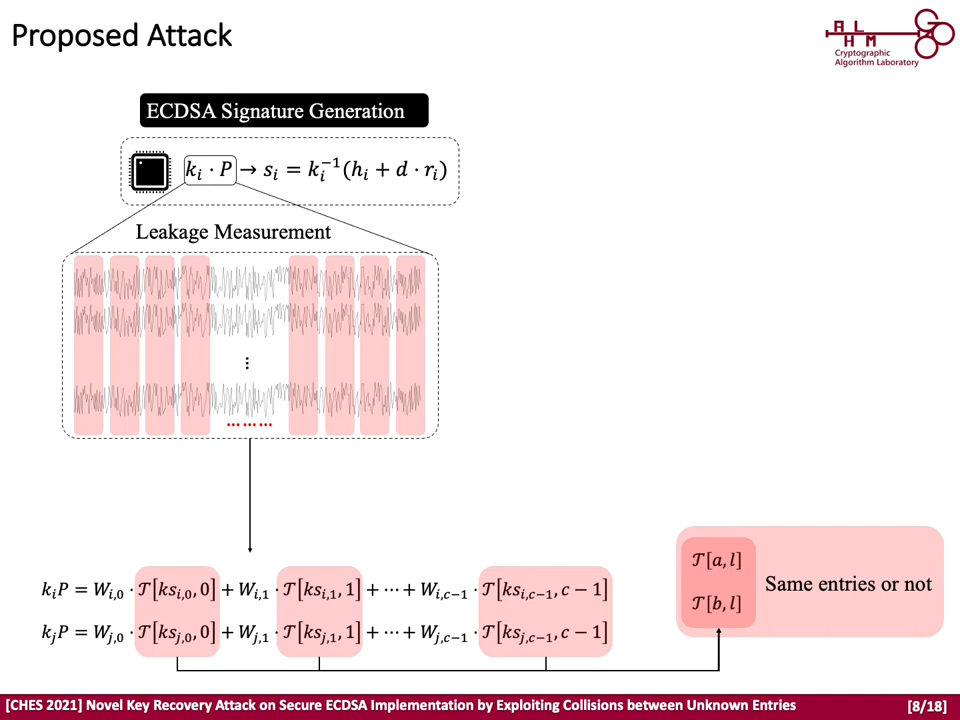 Proposed Attack
ALHM
Cryptographic
Algorithm Laboratory
ECDSA Signature Generation
k_i · P → s_i = k_i^{-1}(h_i + d · r_i)
Leakage Measurement
⋮
………
k_iP = W_{i,0} · 𝒯[ks_{i,0}, 0] + W_{i,1} · 𝒯[ks_{i,1}, 1] + ⋯ + W_{i,c−1} · 𝒯[ks_{i,c−1}, c − 1]
k_jP = W_{j,0} · 𝒯[ks_{j,0}, 0] + W_{j,1} · 𝒯[ks_{j,1}, 1] + ⋯ + W_{j,c−1} · 𝒯[ks_{j,c−1}, c − 1]
𝒯[a, l]
𝒯[b, l]
Same entries or not
[CHES 2021] Novel Key Recovery Attack on Secure ECDSA Implementation by Exploiting Collisions between Unknown Entries
[8/18]